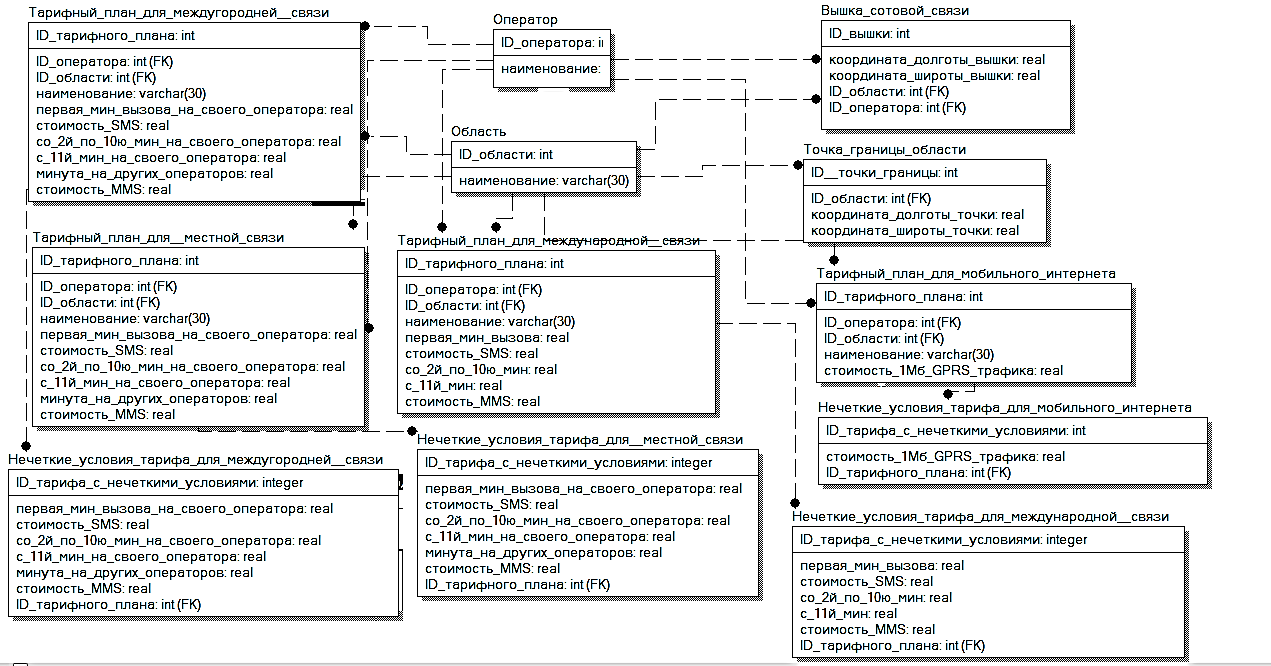 Тарифный_план_для_междугородней__связи
ID_тарифного_плана: int
ID_оператора: int (FK)
ID_области: int (FK)
наименование: varchar(30)
первая_мин_вызова_на_своего_оператора: real
стоимость_SMS: real
со_2й_по_10ю_мин_на_своего_оператора: real
с_11й_мин_на_своего_оператора: real
минута_на_других_операторов: real
стоимость_MMS: real
Оператор
ID_оператора: i
наименование:
Вышка_сотовой_связи
ID_вышки: int
координата_долготы_вышки: real
координата_широты_вышки: real
ID_области: int (FK)
ID_оператора: int (FK)
Область
ID_области: int
наименование: varchar(30)
Точка_границы_области
ID__точки_границы: int
ID_области: int (FK)
координата_долготы_точки: real
координата_широты_точки: real
Тарифный_план_для__местной_связи
ID_тарифного_плана: int
ID_оператора: int (FK)
ID_области: int (FK)
наименование: varchar(30)
первая_мин_вызова_на_своего_оператора: real
стоимость_SMS: real
со_2й_по_10ю_мин_на_своего_оператора: real
с_11й_мин_на_своего_оператора: real
минута_на_других_операторов: real
стоимость_MMS: real
Тарифный_план_для_международной__связи
ID_тарифного_плана: int
ID_оператора: int (FK)
ID_области: int (FK)
наименование: varchar(30)
первая_мин_вызова: real
стоимость_SMS: real
со_2й_по_10ю_мин: real
с_11й_мин: real
стоимость_MMS: real
Тарифный_план_для_мобильного_интернета
ID_тарифного_плана: int
ID_оператора: int (FK)
ID_области: int (FK)
наименование: varchar(30)
стоимость_1Мб_GPRS_трафика: real
Нечеткие_условия_тарифа_для_мобильного_интернета
ID_тарифа_с_нечеткими_условиями: int
стоимость_1Мб_GPRS_трафика: real
ID_тарифного_плана: int (FK)
Нечеткие_условия_тарифа_для_междугородней__связи
ID_тарифа_с_нечеткими_условиями: integer
первая_мин_вызова_на_своего_оператора: real
стоимость_SMS: real
со_2й_по_10ю_мин_на_своего_оператора: real
с_11й_мин_на_своего_оператора: real
минута_на_других_операторов: real
стоимость_MMS: real
ID_тарифного_плана: int (FK)
Нечеткие_условия_тарифа_для__местной_связи
ID_тарифа_с_нечеткими_условиями: integer
первая_мин_вызова_на_своего_оператора: real
стоимость_SMS: real
со_2й_по_10ю_мин_на_своего_оператора: real
с_11й_мин_на_своего_оператора: real
минута_на_других_операторов: real
стоимость_MMS: real
ID_тарифного_плана: int (FK)
Нечеткие_условия_тарифа_для_международной__связи
ID_тарифа_с_нечеткими_условиями: integer
первая_мин_вызова: real
стоимость_SMS: real
со_2й_по_10ю_мин: real
с_11й_мин: real
стоимость_MMS: real
ID_тарифного_плана: int (FK)